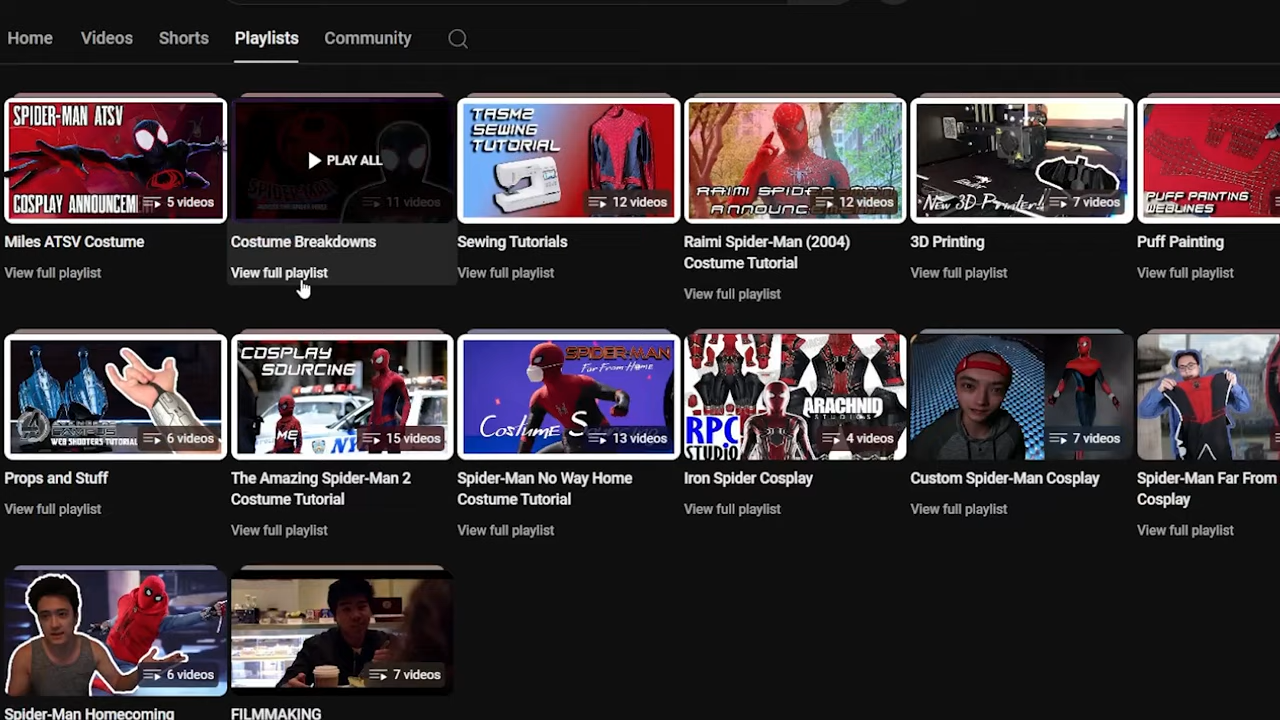 Home Videos Shorts Playlists Community
SPIDER-MAN ATSV
COSPLAY ANNOUNCEM
5 videos
PLAY ALL
11 videos
TASM2
SEWING
TUTORIAL
12 videos
RAIMI SPIDER-MAN
12 videos
New 3D Printer!!
7 videos
PUFF PAINTING
WEBLINES
Miles ATSV Costume
View full playlist
Costume Breakdowns
View full playlist
Sewing Tutorials
View full playlist
Raimi Spider-Man (2004)
Costume Tutorial
View full playlist
3D Printing
View full playlist
Puff Painting
View full playlist
WEB SHOOTERS TUTORIAL
6 videos
COSPLAY
SOURCING
15 videos
SPIDER-MAN
Far From Home
Costume S
13 videos
RPC
STUDIO
ARACHNID
STUDIOS
4 videos
7 videos
Props and Stuff
View full playlist
The Amazing Spider-Man 2
Costume Tutorial
View full playlist
Spider-Man No Way Home
Costume Tutorial
View full playlist
Iron Spider Cosplay
View full playlist
Custom Spider-Man Cosplay
View full playlist
Spider-Man Far From
Cosplay
View full playlist
6 videos
7 videos
Spider-Man Homecoming
FILMMAKING